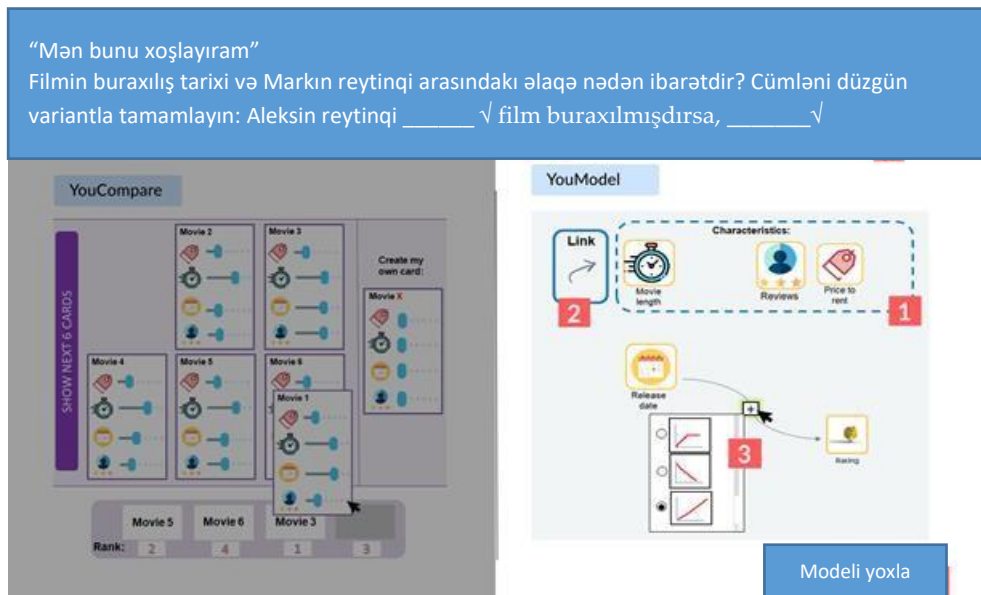 “Mən bunu xoşlayıram”
Filmin buraxılış tarixi və Markın reytinqi arasındakı əlaqə nədən ibarətdir? Cümləni düzgün
variantla tamamlayın: Aleksin reytinqi ______ √ film buraxılmışdırsa, _______√
YouCompare
SHOW NEXT 6 CARDS
Movie 2
Movie 3
Create my
own card:
Movie X
Movie 4
Movie 5
Movie 6
Movie 1
Movie 5
Movie 6
Movie 3
Rank:
2
4
1
3
YouModel
Link
2
Characteristics:
Movie
length
Reviews
Price to
rent
1
Release
date
+
3
Modeli yoxla